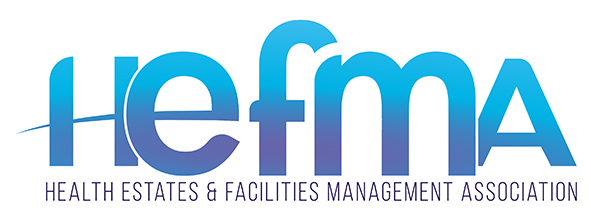 HefmA
HEALTH ESTATES & FACILITIES MANAGEMENT ASSOCIATION